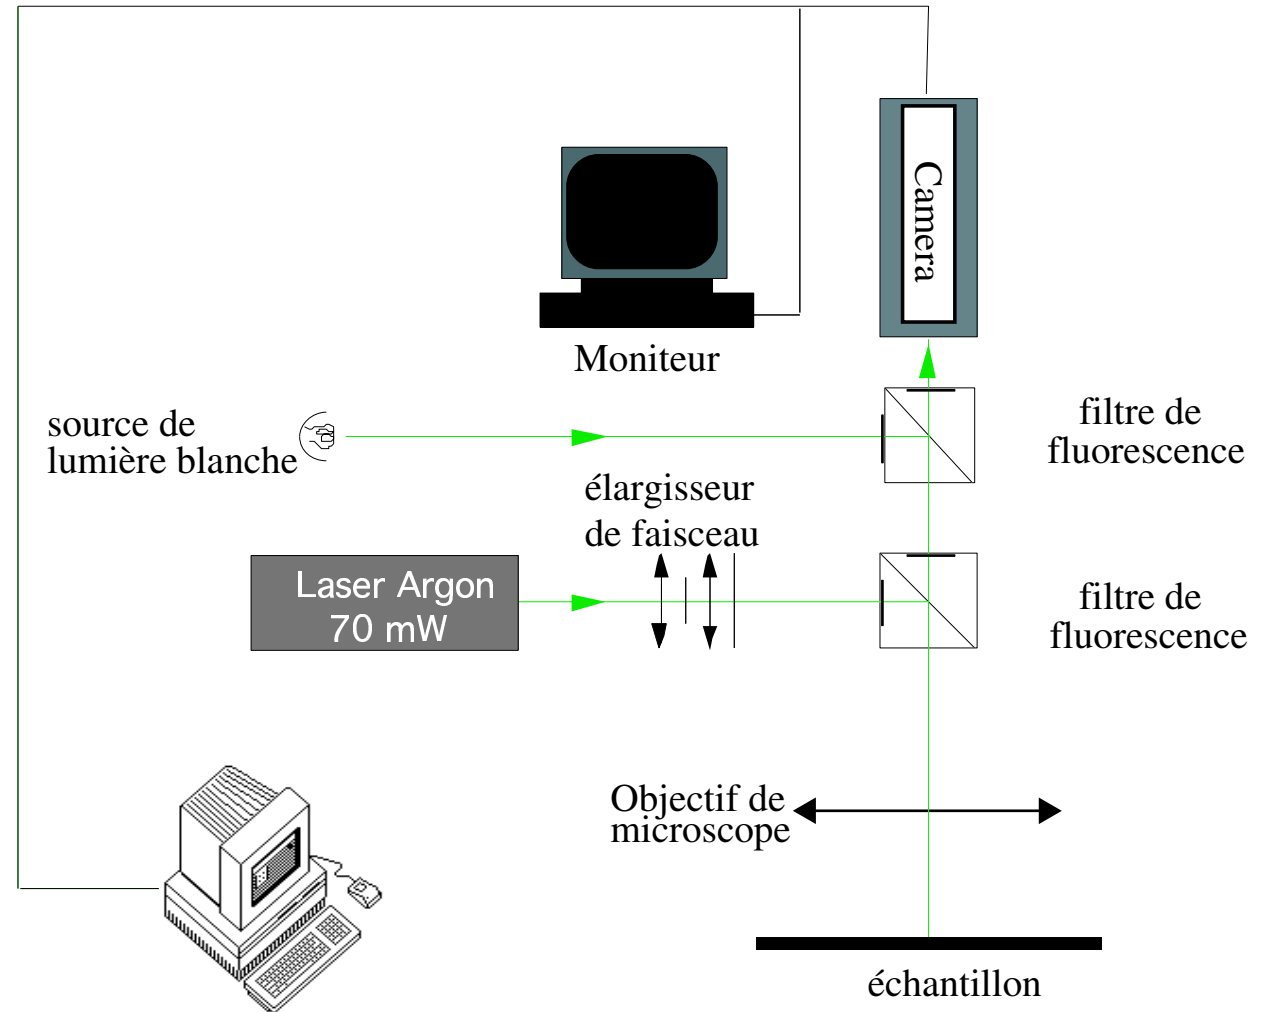 Camera
Moniteur
source de
lumière blanche
filtre de
fluorescence
élargisseur
de faisceau
Laser Argon
70 mW
filtre de
fluorescence
Objectif de
microscope
échantillon